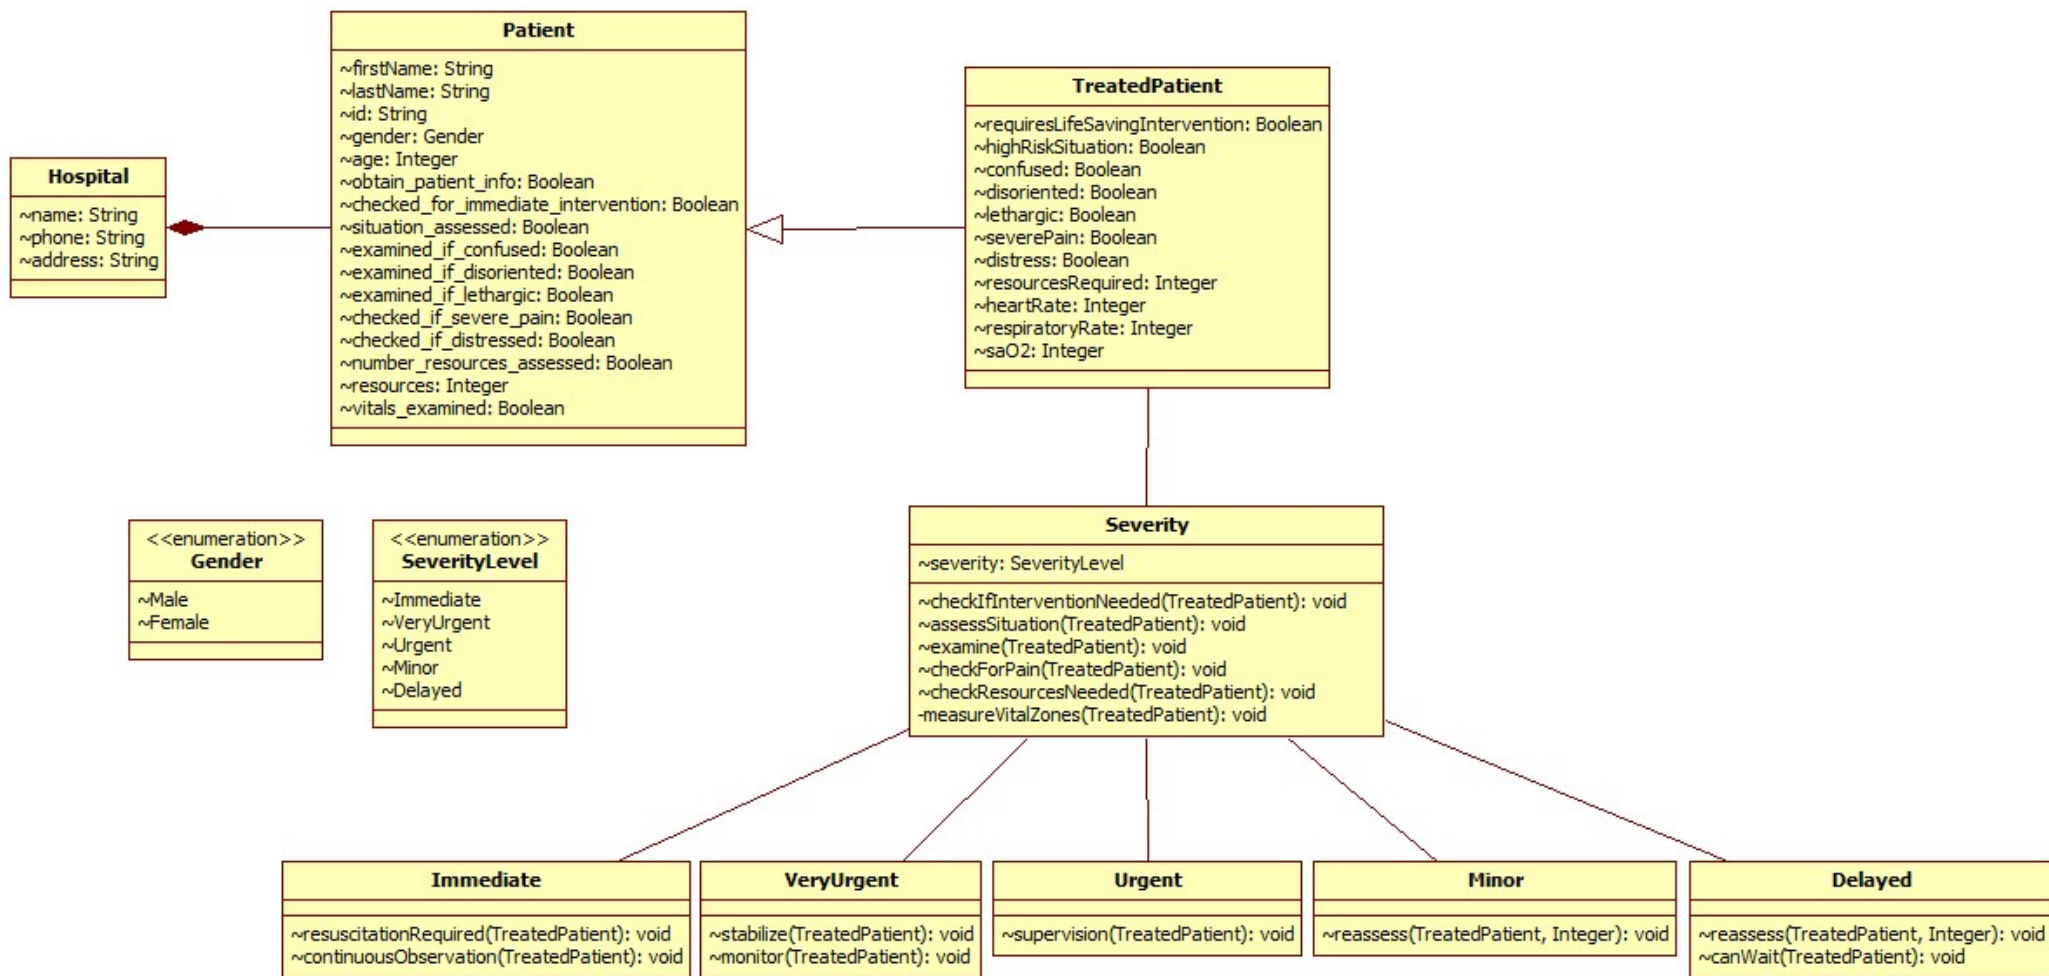 Patient
~firstName: String
~lastName: String
~id: String
~gender: Gender
~age: Integer
~obtain_patient_info: Boolean
~checked_for_immediate_intervention: Boolean
~situation_assessed: Boolean
~examined_if_confused: Boolean
~examined_if_disoriented: Boolean
~examined_if_lethargic: Boolean
~checked_if_severe_pain: Boolean
~checked_if_distressed: Boolean
~number_resources_assessed: Boolean
~resources: Integer
~vitals_examined: Boolean
TreatedPatient
~requiresLifeSavingIntervention: Boolean
~highRiskSituation: Boolean
~confused: Boolean
~disoriented: Boolean
~lethargic: Boolean
~severePain: Boolean
~distress: Boolean
~resourcesRequired: Integer
~heartRate: Integer
~respiratoryRate: Integer
~saO2: Integer
Hospital
~name: String
~phone: String
~address: String
<<enumeration>>
Gender
~Male
~Female
<<enumeration>>
SeverityLevel
~Immediate
~VeryUrgent
~Urgent
~Minor
~Delayed
Severity
~severity: SeverityLevel
~checkIfInterventionNeeded(TreatedPatient): void
~assessSituation(TreatedPatient): void
~examine(TreatedPatient): void
~checkForPain(TreatedPatient): void
~checkResourcesNeeded(TreatedPatient): void
-measureVitalZones(TreatedPatient): void
Immediate
~resuscitationRequired(TreatedPatient): void
~continuousObservation(TreatedPatient): void
VeryUrgent
~stabilize(TreatedPatient): void
~monitor(TreatedPatient): void
Urgent
~supervision(TreatedPatient): void
Minor
~reassess(TreatedPatient, Integer): void
Delayed
~reassess(TreatedPatient, Integer): void
~canWait(TreatedPatient): void